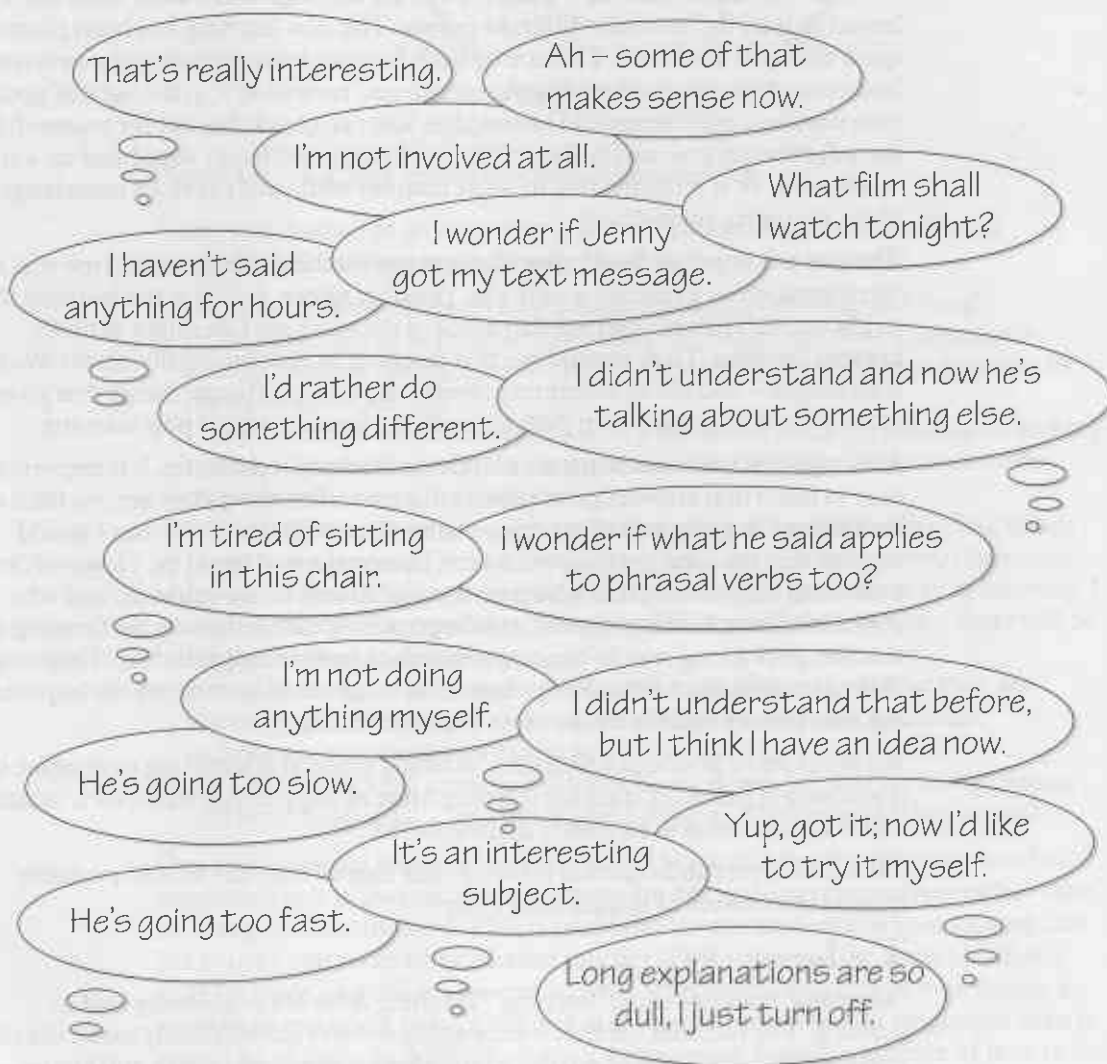 That's really interesting.
Ah – some of that
makes sense now.
I'm not involved at all.
What film shall
I watch tonight?
I wonder if Jenny
got my text message.
I haven't said
anything for hours.
I'd rather do
something different.
I didn't understand and now he's
talking about something else.
I'm tired of sitting
in this chair.
I wonder if what he said applies
to phrasal verbs too?
I'm not doing
anything myself.
I didn't understand that before,
but I think I have an idea now.
He's going too slow.
Yup, got it; now I'd like
to try it myself.
It's an interesting
subject.
He's going too fast.
Long explanations are so
dull, I just turn off.